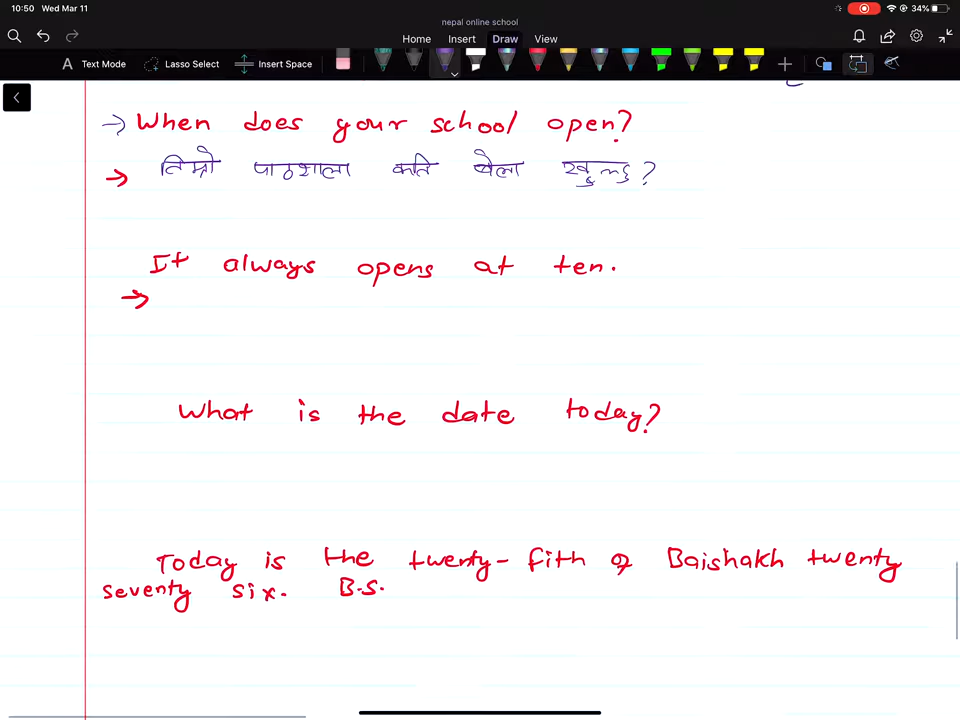 10:50 Wed Mar 11
34%
nepal online school
Home Insert Draw View
Text Mode Lasso Select Insert Space
→ When does your school open?
→ तिम्रो पाठशाला कति बेला खुल्छ?
It always opens at ten.
→
What is the date today?
Today is the twenty-fith of Baishakh twenty
seventy six. B.S.